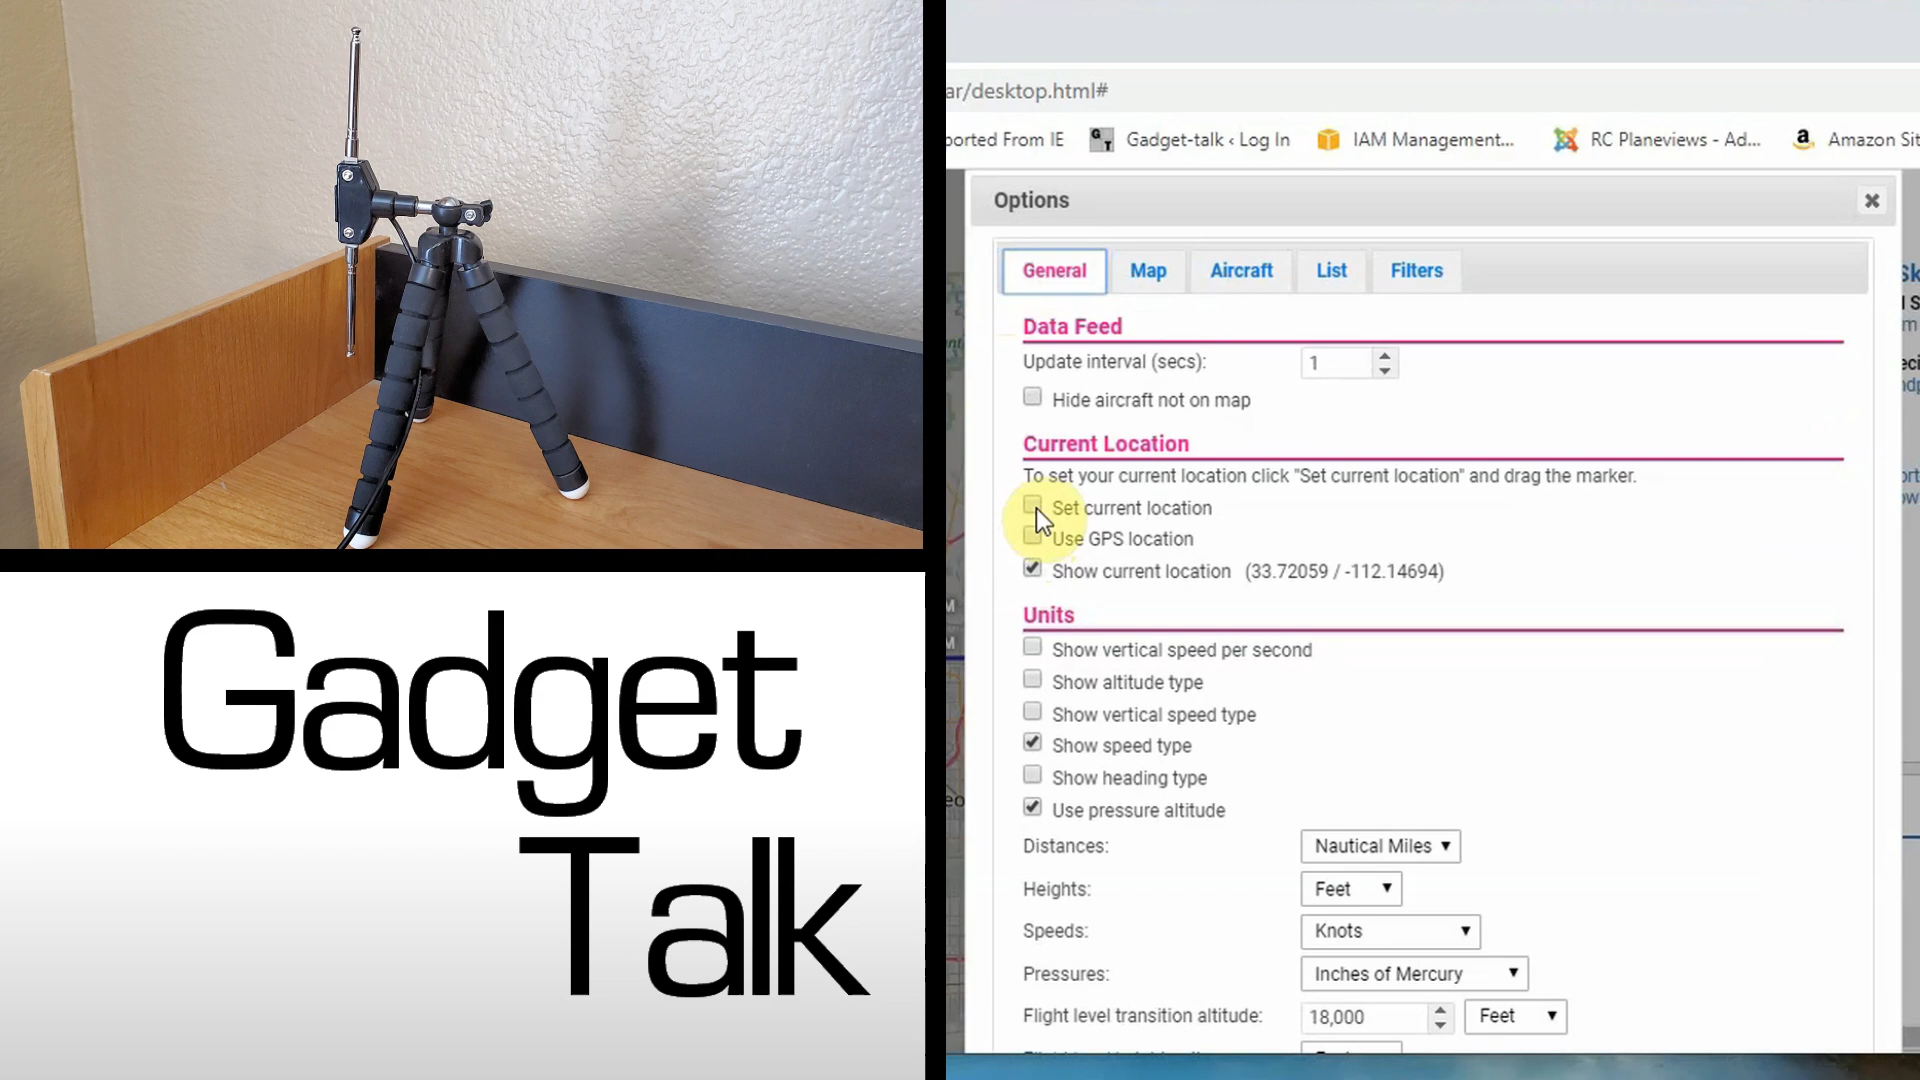 Gadget
Talk
ar/desktop.html#
ported From IE Gadget-talk ‹ Log In IAM Management... RC Planeviews - Ad... Amazon Sit
Options
General Map Aircraft List Filters
Data Feed
Update interval (secs): 1
Hide aircraft not on map
Current Location
To set your current location click "Set current location" and drag the marker.
Set current location
Use GPS location
Show current location (33.72059 / -112.14694)
Units
Show vertical speed per second
Show altitude type
Show vertical speed type
Show speed type
Show heading type
Use pressure altitude
Distances: Nautical Miles
Heights: Feet
Speeds: Knots
Pressures: Inches of Mercury
Flight level transition altitude: 18,000 Feet